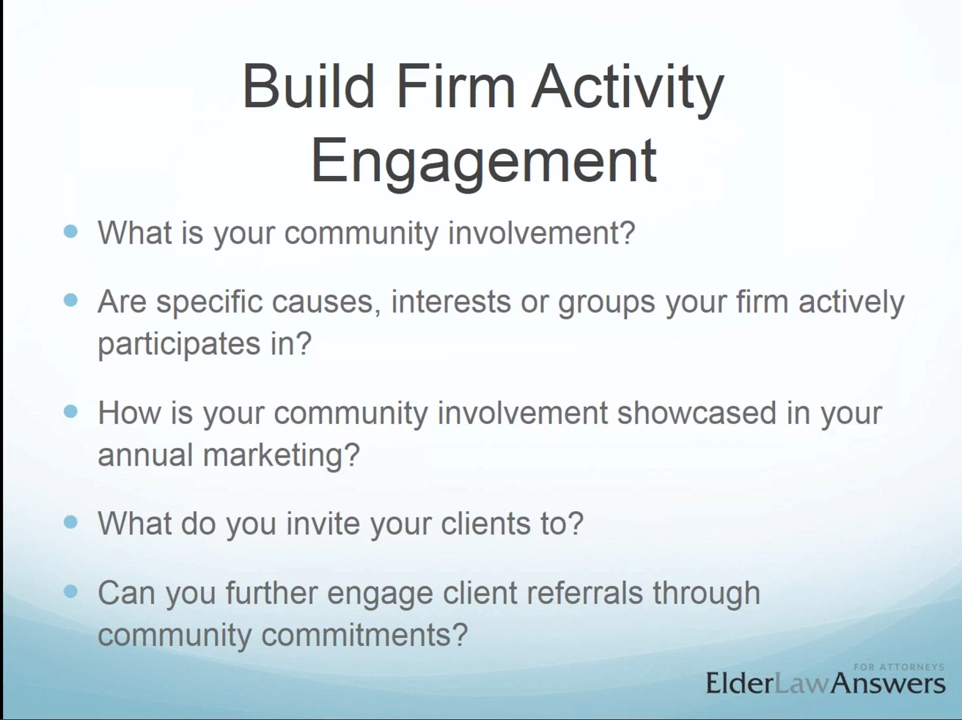 Build Firm Activity
Engagement
What is your community involvement?
Are specific causes, interests or groups your firm actively
participates in?
How is your community involvement showcased in your
annual marketing?
What do you invite your clients to?
Can you further engage client referrals through
community commitments?
FOR ATTORNEYS
ElderLawAnswers